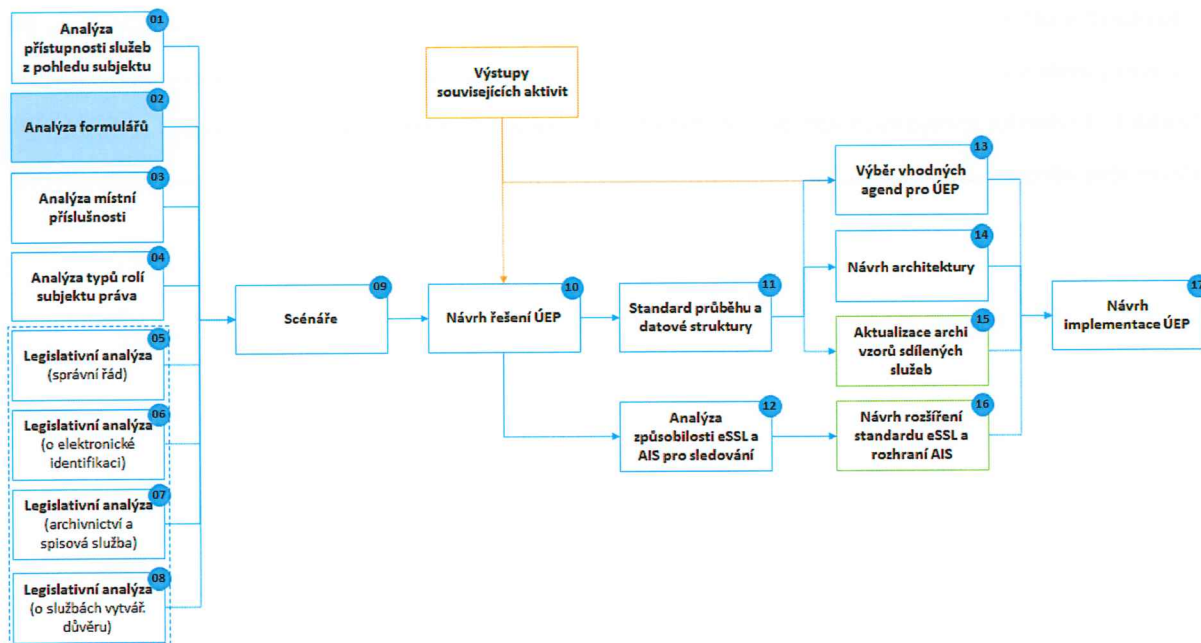 01
Analýza
přístupnosti služeb
z pohledu subjektu
02
Analýza formulářů
03
Analýza místní
příslušnosti
04
Analýza typů rolí
subjektu práva
05
Legislativní analýza
(správní řád)
06
Legislativní analýza
(o elektronické
identifikaci)
07
Legislativní analýza
(archivnictví a
spisová služba)
08
Legislativní analýza
(o službách vytvář.
důvěru)
09
Scénáře
Výstupy
souvisejících aktivit
10
Návrh řešení ÚEP
11
Standard průběhu a
datové struktury
12
Analýza
způsobilosti eSSL a
AIS pro sledování
13
Výběr vhodných
agend pro ÚEP
14
Návrh architektury
15
Aktualizace archi
vzorů sdílených
služeb
16
Návrh rozšíření
standardu eSSL a
rozhraní AIS
17
Návrh
implementace ÚEP